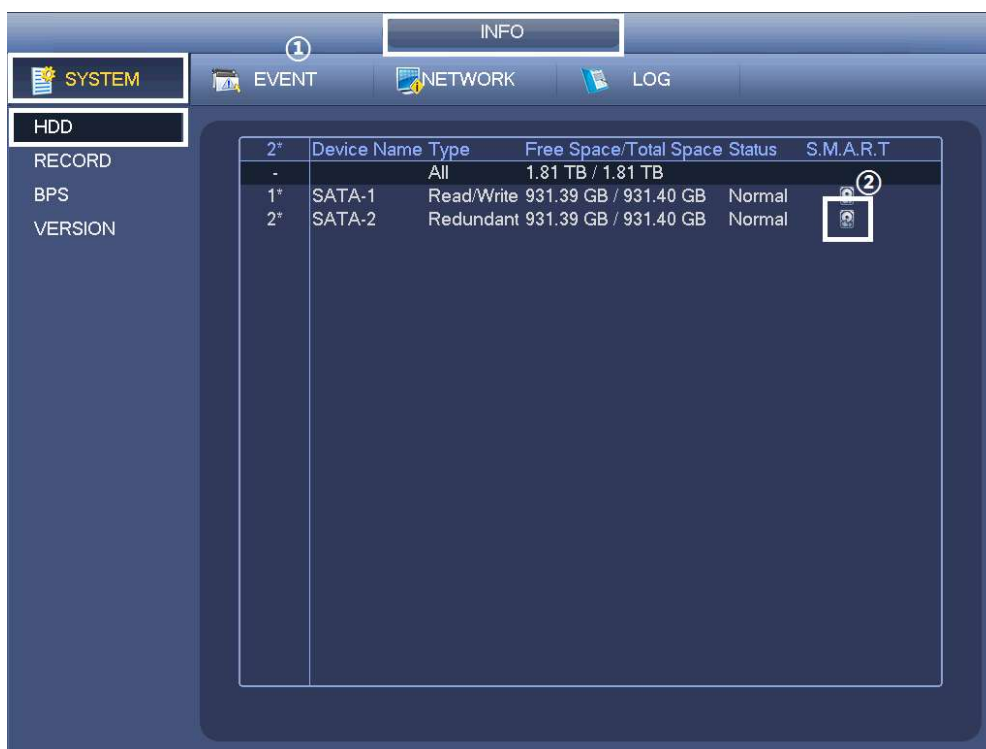 INFO
①
SYSTEM EVENT NETWORK LOG
HDD
RECORD
BPS
VERSION
2* Device Name Type Free Space/Total Space Status S.M.A.R.T
- All 1.81 TB / 1.81 TB
②
1* SATA-1 Read/Write 931.39 GB / 931.40 GB Normal
2* SATA-2 Redundant 931.39 GB / 931.40 GB Normal